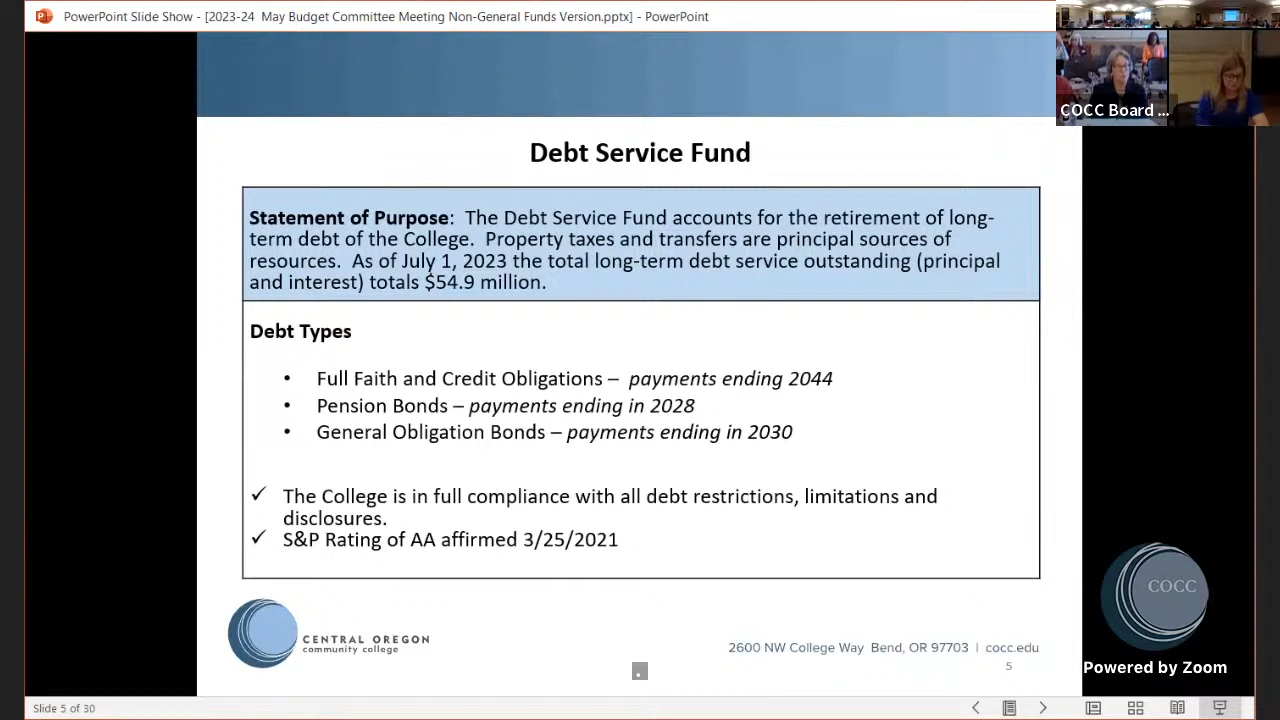 PowerPoint Slide Show - [2023-24  May Budget Committee Meeting Non-General Funds Version.pptx] - PowerPoint
COCC Board ...
Debt Service Fund
Statement of Purpose:  The Debt Service Fund accounts for the retirement of long-
term debt of the College.  Property taxes and transfers are principal sources of
resources.  As of July 1, 2023 the total long-term debt service outstanding (principal
and interest) totals $54.9 million.
Debt Types
• Full Faith and Credit Obligations –  payments ending 2044
• Pension Bonds – payments ending in 2028
• General Obligation Bonds – payments ending in 2030
✓ The College is in full compliance with all debt restrictions, limitations and
disclosures.
✓ S&P Rating of AA affirmed 3/25/2021
COCC
CENTRAL OREGON
community college
2600 NW College Way  Bend, OR 97703 | cocc.edu
5
Powered by Zoom
Slide 5 of 30